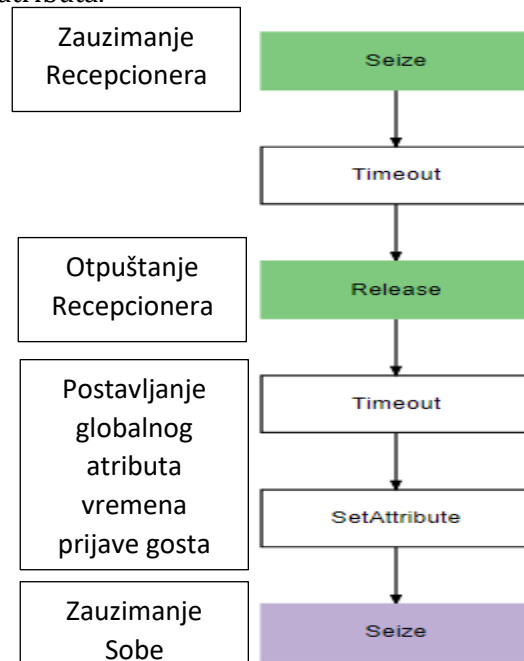 atributa.
Zauzimanje
Recepcionera
Seize
Timeout
Otpuštanje
Recepcionera
Release
Postavljanje
globalnog
atributa
vremena
prijave gosta
Timeout
SetAttribute
Zauzimanje
Sobe
Seize